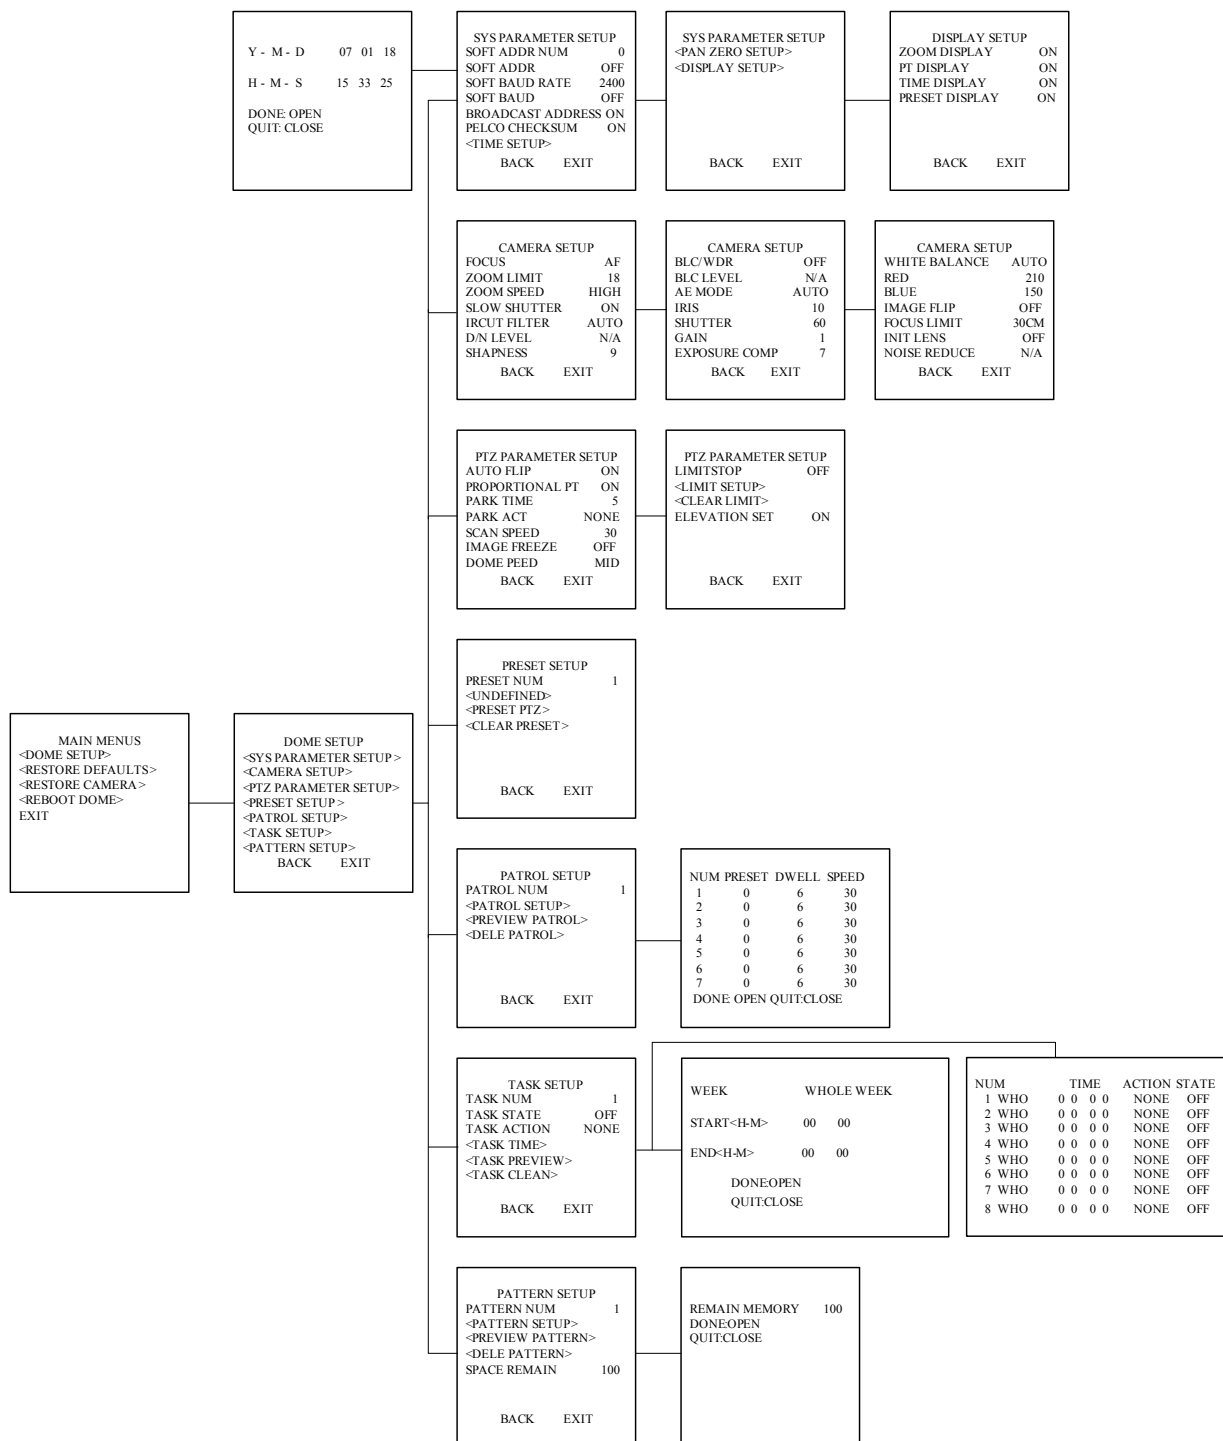 Y - M - D 07 01 18
H - M - S 15 33 25
DONE: OPEN
QUIT: CLOSE
SYS PARAMETER SETUP
SOFT ADDR NUM 0
SOFT ADDR OFF
SOFT BAUD RATE 2400
SOFT BAUD OFF
BROADCAST ADDRESS ON
PELCO CHECKSUM ON
<TIME SETUP>
BACK EXIT
SYS PARAMETER SETUP
<PAN ZERO SETUP>
<DISPLAY SETUP>
BACK EXIT
DISPLAY SETUP
ZOOM DISPLAY ON
PT DISPLAY ON
TIME DISPLAY ON
PRESET DISPLAY ON
BACK EXIT
CAMERA SETUP
FOCUS AF
ZOOM LIMIT 18
ZOOM SPEED HIGH
SLOW SHUTTER ON
IRCUT FILTER AUTO
D/N LEVEL N/A
SHAPNESS 9
BACK EXIT
CAMERA SETUP
BLC/WDR OFF
BLC LEVEL N/A
AE MODE AUTO
IRIS 10
SHUTTER 60
GAIN 1
EXPOSURE COMP 7
BACK EXIT
CAMERA SETUP
WHITE BALANCE AUTO
RED 210
BLUE 150
IMAGE FLIP OFF
FOCUS LIMIT 30CM
INIT LENS OFF
NOISE REDUCE N/A
BACK EXIT
PTZ PARAMETER SETUP
AUTO FLIP ON
PROPORTIONAL PT ON
PARK TIME 5
PARK ACT NONE
SCAN SPEED 30
IMAGE FREEZE OFF
DOME PEED MID
BACK EXIT
PTZ PARAMETER SETUP
LIMITSTOP OFF
<LIMIT SETUP>
<CLEAR LIMIT>
ELEVATION SET ON
BACK EXIT
PRESET SETUP
PRESET NUM 1
<UNDEFINED>
<PRESET PTZ>
<CLEAR PRESET>
BACK EXIT
MAIN MENUS
<DOME SETUP>
<RESTORE DEFAULTS>
<RESTORE CAMERA>
<REBOOT DOME>
EXIT
DOME SETUP
<SYS PARAMETER SETUP>
<CAMERA SETUP>
<PTZ PARAMETER SETUP>
<PRESET SETUP>
<PATROL SETUP>
<TASK SETUP>
<PATTERN SETUP>
BACK EXIT
PATROL SETUP
PATROL NUM 1
<PATROL SETUP>
<PREVIEW PATROL>
<DELE PATROL>
BACK EXIT
NUM PRESET DWELL SPEED
1 0 6 30
2 0 6 30
3 0 6 30
4 0 6 30
5 0 6 30
6 0 6 30
7 0 6 30
DONE: OPEN QUIT:CLOSE
TASK SETUP
TASK NUM 1
TASK STATE OFF
TASK ACTION NONE
<TASK TIME>
<TASK PREVIEW>
<TASK CLEAN>
BACK EXIT
WEEK WHOLE WEEK
START<H-M> 00 00
END<H-M> 00 00
DONE:OPEN
QUIT:CLOSE
NUM TIME ACTION STATE
1 WHO 0 0 0 0 NONE OFF
2 WHO 0 0 0 0 NONE OFF
3 WHO 0 0 0 0 NONE OFF
4 WHO 0 0 0 0 NONE OFF
5 WHO 0 0 0 0 NONE OFF
6 WHO 0 0 0 0 NONE OFF
7 WHO 0 0 0 0 NONE OFF
8 WHO 0 0 0 0 NONE OFF
PATTERN SETUP
PATTERN NUM 1
<PATTERN SETUP>
<PREVIEW PATTERN>
<DELE PATTERN>
SPACE REMAIN 100
BACK EXIT
REMAIN MEMORY 100
DONE:OPEN
QUIT:CLOSE